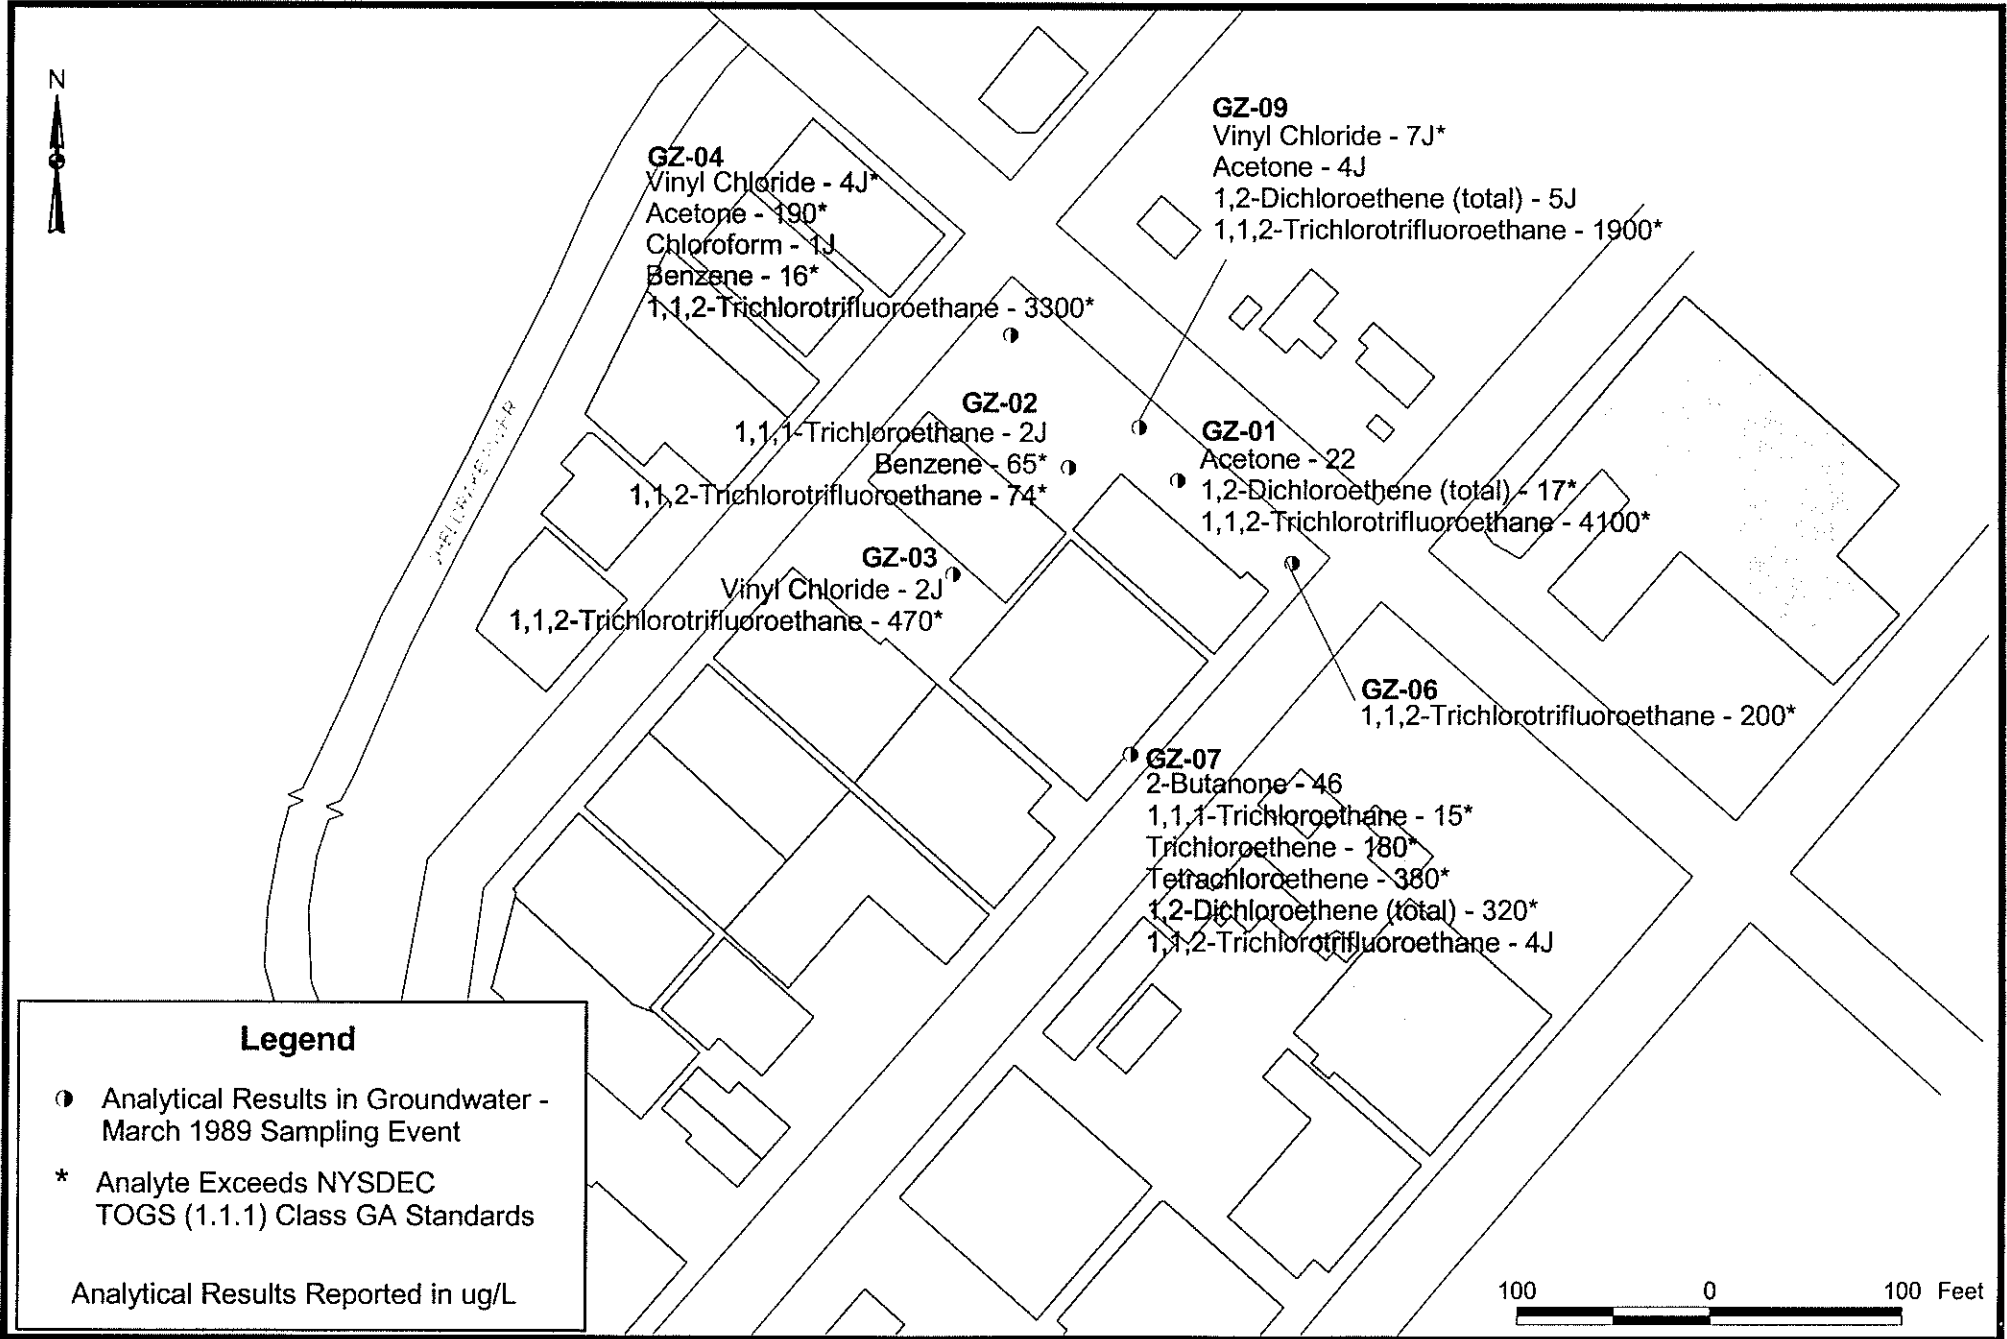 N
GZ-09
Vinyl Chloride - 7J*
Acetone - 4J
1,2-Dichloroethene (total) - 5J
1,1,2-Trichlorotrifluoroethane - 1900*
GZ-04
Vinyl Chloride - 4J*
Acetone - 190*
Chloroform - 1J
Benzene - 16*
1,1,2-Trichlorotrifluoroethane - 3300*
GZ-02
1,1,1-Trichloroethane - 2J
Benzene - 65*
1,1,2-Trichlorotrifluoroethane - 74*
GZ-01
Acetone - 22
1,2-Dichloroethene (total) - 17*
1,1,2-Trichlorotrifluoroethane - 4100*
GZ-03
Vinyl Chloride - 2J
1,1,2-Trichlorotrifluoroethane - 470*
GZ-06
1,1,2-Trichlorotrifluoroethane - 200*
GZ-07
2-Butanone - 46
1,1,1-Trichloroethane - 15*
Trichloroethene - 180*
Tetrachloroethene - 380*
1,2-Dichloroethene (total) - 320*
1,1,2-Trichlorotrifluoroethane - 4J
Legend
Analytical Results in Groundwater -
March 1989 Sampling Event
* Analyte Exceeds NYSDEC
TOGS (1.1.1) Class GA Standards
Analytical Results Reported in ug/L
100 0 100 Feet